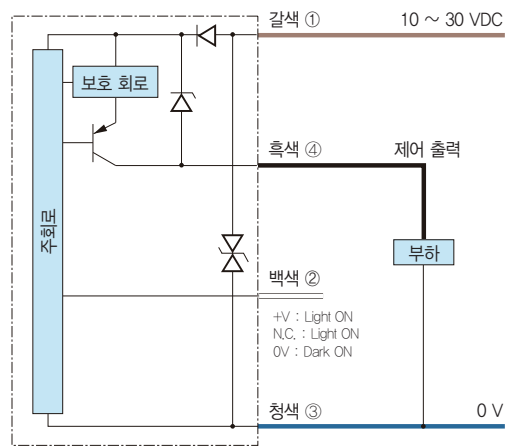 갈색 ① 10 ~ 30 VDC
보호 회로
흑색 ④ 제어 출력
주회로
부하
백색 ②
+V : Light ON
N.C. : Light ON
0V : Dark ON
청색 ③ 0 V